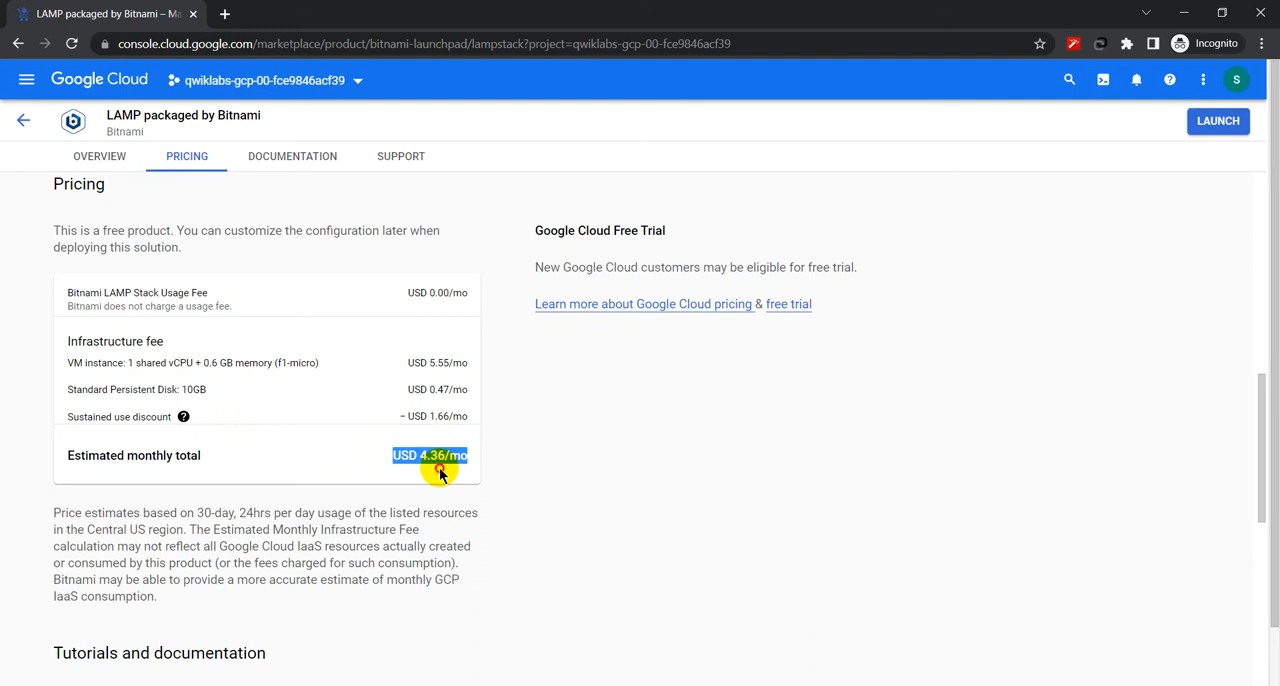 LAMP packaged by Bitnami – Ma
console.cloud.google.com/marketplace/product/bitnami-launchpad/lampstack?project=qwiklabs-gcp-00-fce9846acf39
Incognito
Google Cloud
qwiklabs-gcp-00-fce9846acf39
S
LAMP packaged by Bitnami
Bitnami
LAUNCH
OVERVIEW
PRICING
DOCUMENTATION
SUPPORT
Pricing
This is a free product. You can customize the configuration later when
deploying this solution.
Bitnami LAMP Stack Usage Fee USD 0.00/mo
Bitnami does not charge a usage fee.
Infrastructure fee
VM instance: 1 shared vCPU + 0.6 GB memory (f1-micro) USD 5.55/mo
Standard Persistent Disk: 10GB USD 0.47/mo
Sustained use discount ? − USD 1.66/mo
Estimated monthly total USD 4.36/mo
Price estimates based on 30-day, 24hrs per day usage of the listed resources
in the Central US region. The Estimated Monthly Infrastructure Fee
calculation may not reflect all Google Cloud IaaS resources actually created
or consumed by this product (or the fees charged for such consumption).
Bitnami may be able to provide a more accurate estimate of monthly GCP
IaaS consumption.
Google Cloud Free Trial
New Google Cloud customers may be eligible for free trial.
Learn more about Google Cloud pricing & free trial
Tutorials and documentation